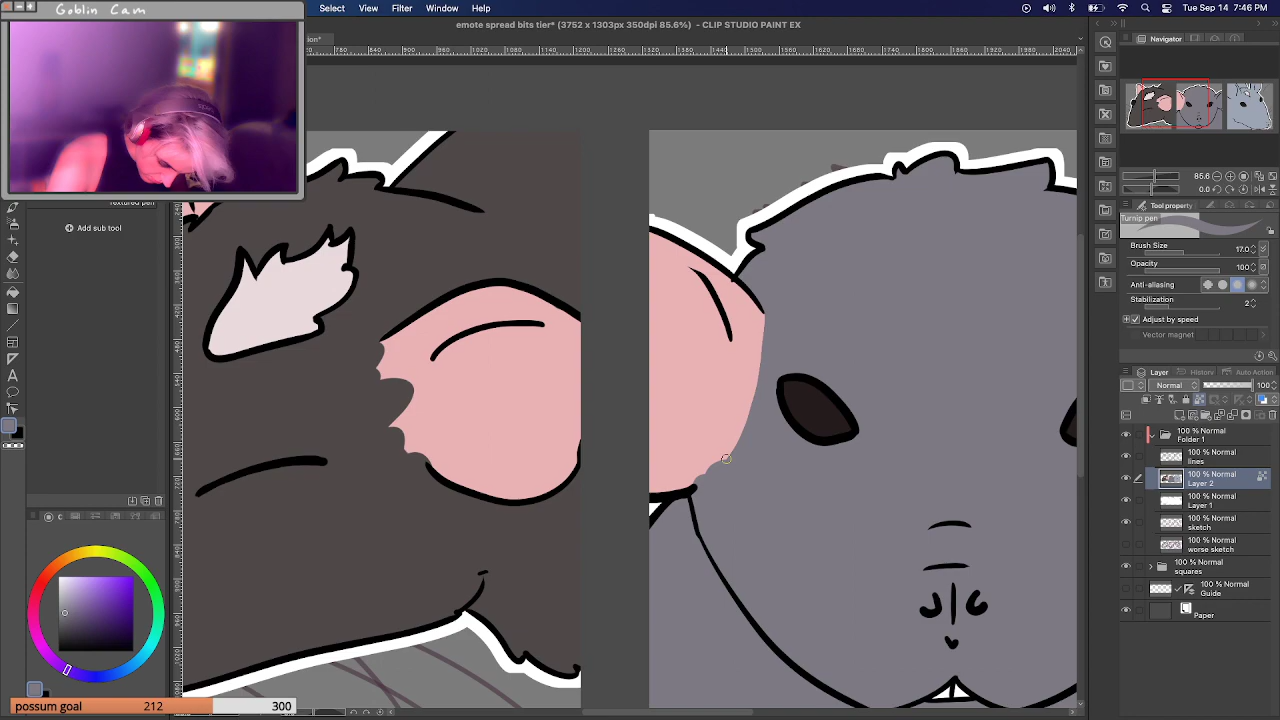 Goblin Cam
Select View Filter Window Help
Tue Sep 14 7:46 PM
emote spread bits tier* (3752 x 1303px 350dpi 85.6%) - CLIP STUDIO PAINT EX
Navigator
85.6
0.0
Textured pen
Add sub tool
Tool property
Turnip pen
Brush Size 17.0
Opacity 100
Anti-aliasing
Stabilization 2
Adjust by speed
Vector magnet
Layer History Auto Action
Normal 100
100 % Normal
Folder 1
100 % Normal
lines
100 % Normal
Layer 2
100 % Normal
Layer 1
100 % Normal
sketch
100 % Normal
worse sketch
100 % Normal
squares
100 % Normal
Guide
Paper
possum goal 212 300